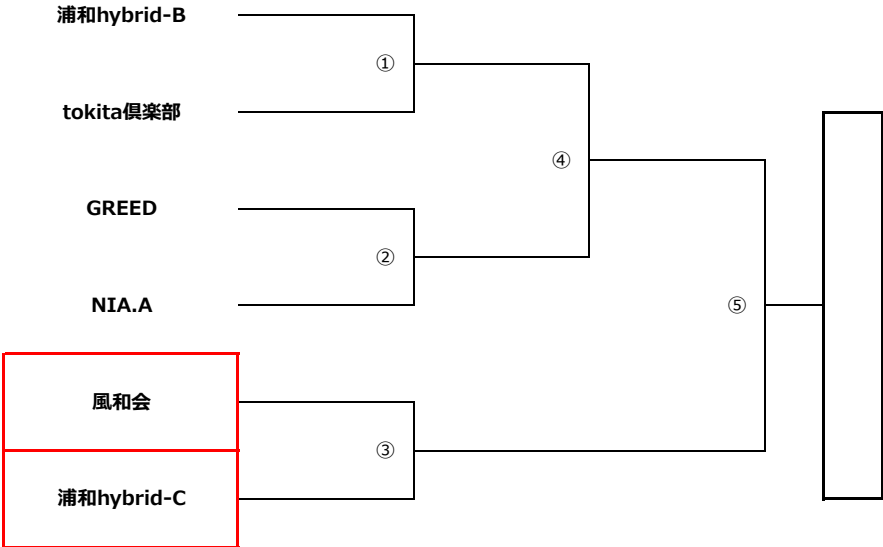 浦和hybrid-B
①
tokita倶楽部
④
GREED
②
NIA.A
⑤
風和会
③
浦和hybrid-C